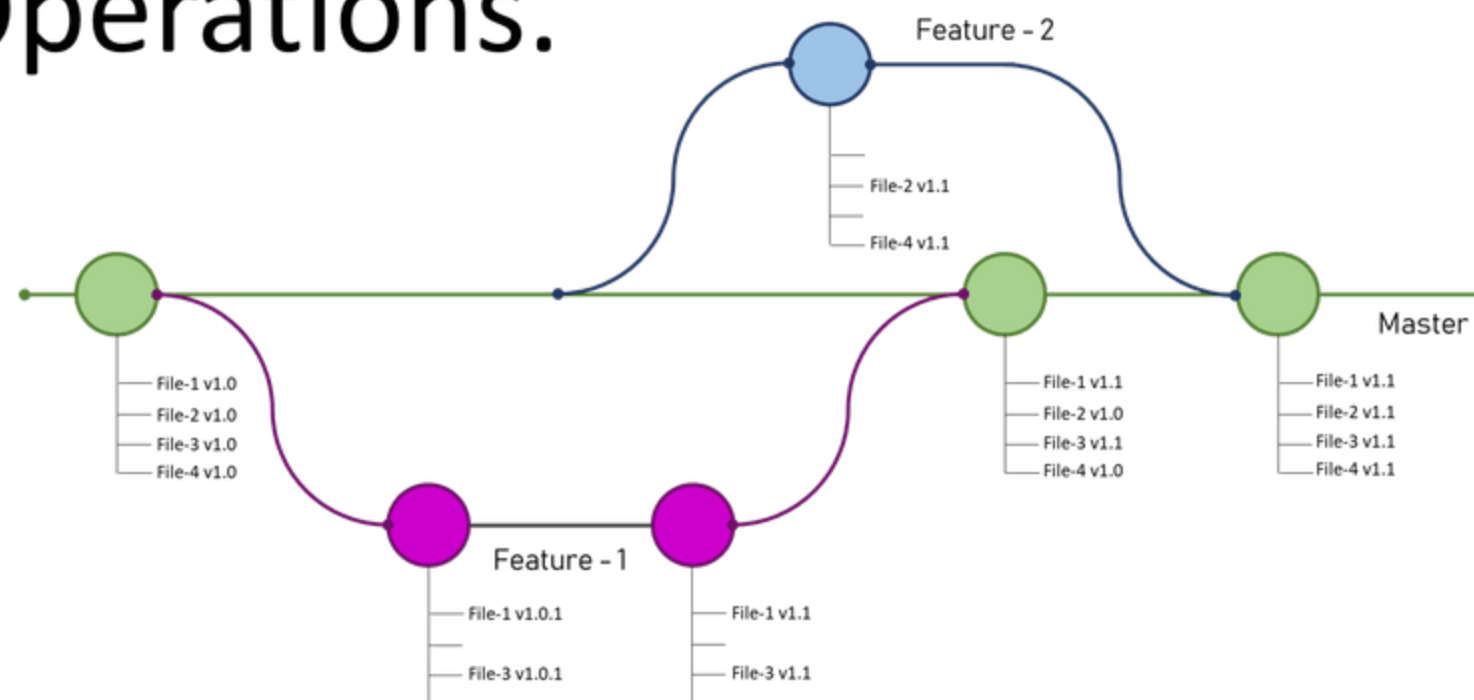 Operations.
Feature - 2
File-2 v1.1
File-4 v1.1
Master
File-1 v1.0
File-2 v1.0
File-3 v1.0
File-4 v1.0
File-1 v1.1
File-2 v1.0
File-3 v1.1
File-4 v1.0
File-1 v1.1
File-2 v1.1
File-3 v1.1
File-4 v1.1
Feature - 1
File-1 v1.0.1
File-3 v1.0.1
File-1 v1.1
File-3 v1.1